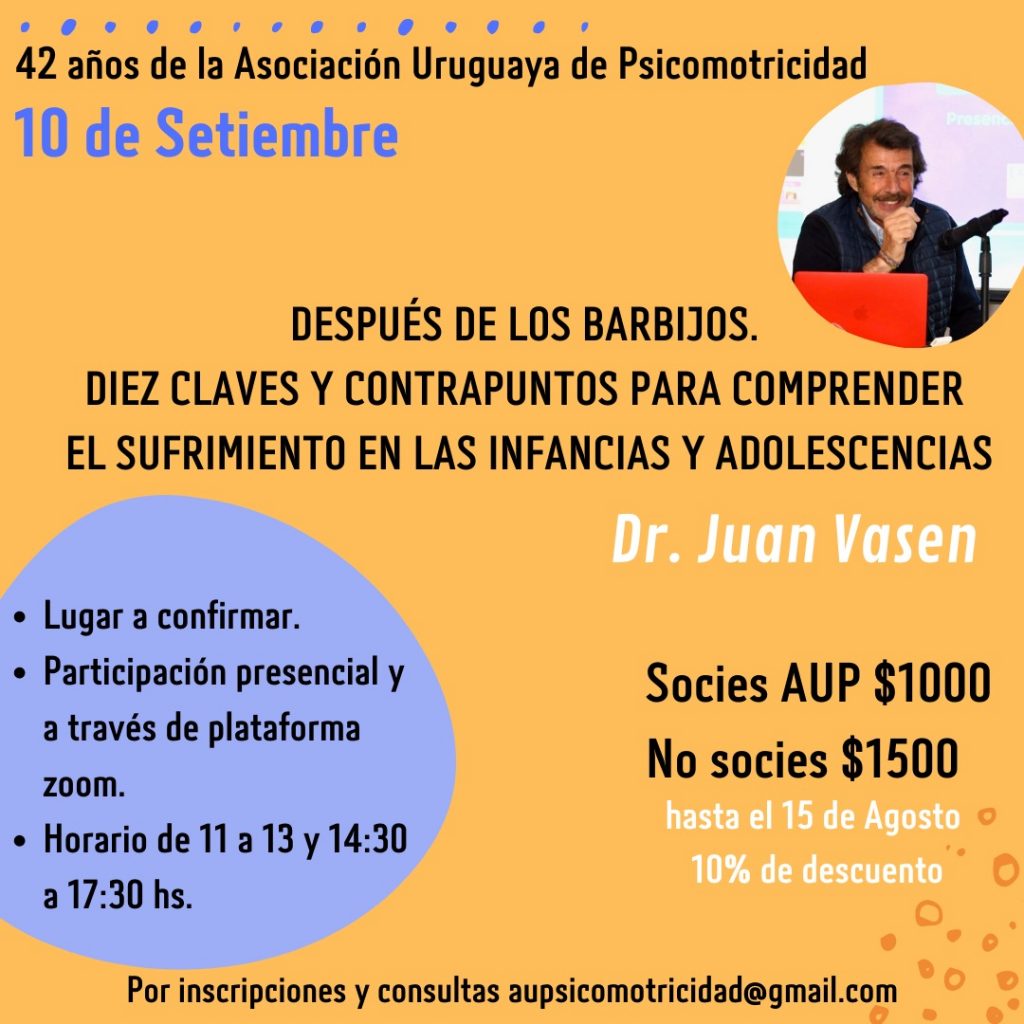 42 años de la Asociación Uruguaya de Psicomotricidad
10 de Setiembre
DESPUÉS DE LOS BARBIJOS.
DIEZ CLAVES Y CONTRAPUNTOS PARA COMPRENDER
EL SUFRIMIENTO EN LAS INFANCIAS Y ADOLESCENCIAS
Dr. Juan Vasen
• Lugar a confirmar.
• Participación presencial y
a través de plataforma
zoom.
• Horario de 11 a 13 y 14:30
a 17:30 hs.
Socies AUP $1000
No socies $1500
hasta el 15 de Agosto
10% de descuento
Por inscripciones y consultas aupsicomotricidad@gmail.com